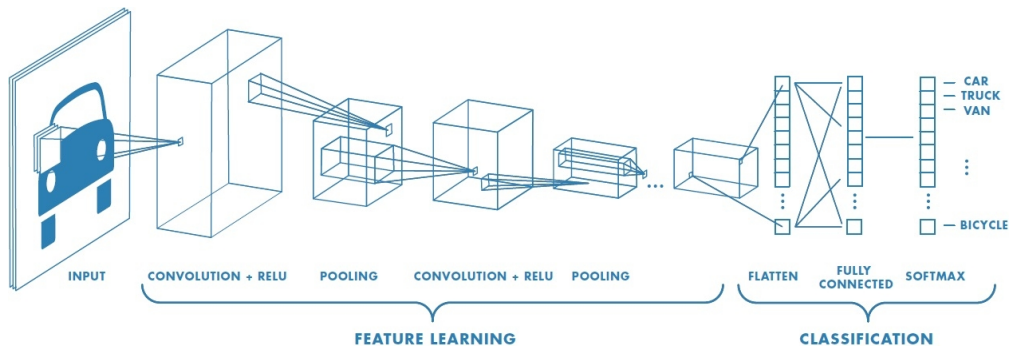 CAR
TRUCK
VAN
BICYCLE
INPUT
CONVOLUTION + RELU
POOLING
CONVOLUTION + RELU
POOLING
FLATTEN
FULLY
CONNECTED
SOFTMAX
FEATURE LEARNING
CLASSIFICATION